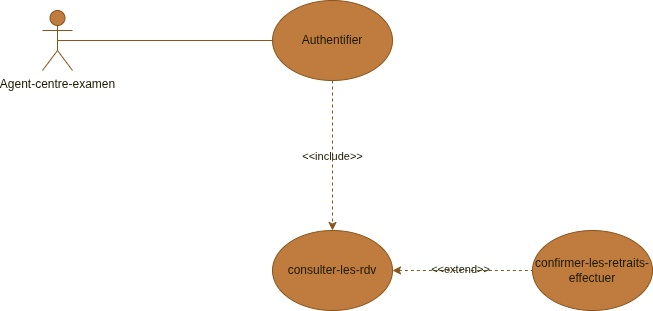 Authentifier
Agent-centre-examen
<<include>>
consulter-les-rdv
<<extend>>
confirmer-les-retraits-
effectuer